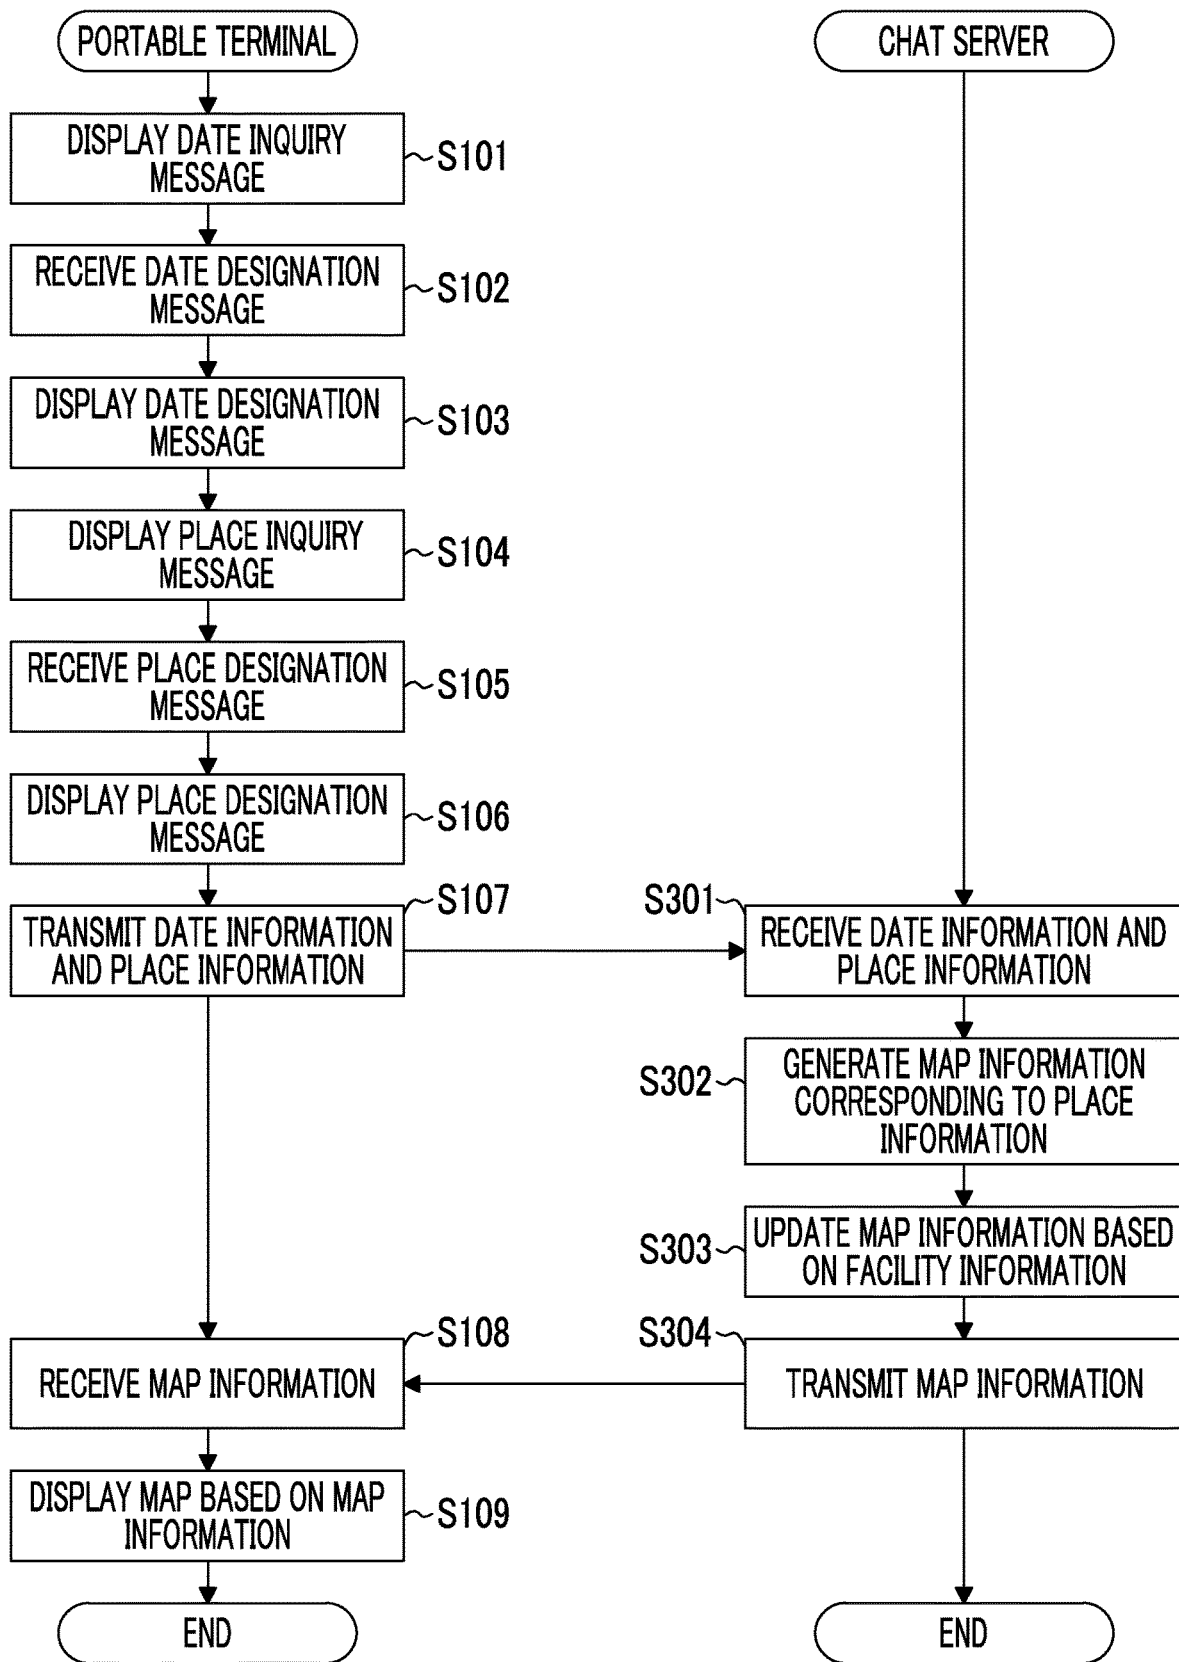 PORTABLE TERMINAL
DISPLAY DATE INQUIRY
MESSAGE
S101
RECEIVE DATE DESIGNATION
MESSAGE
S102
DISPLAY DATE DESIGNATION
MESSAGE
S103
DISPLAY PLACE INQUIRY
MESSAGE
S104
RECEIVE PLACE DESIGNATION
MESSAGE
S105
DISPLAY PLACE DESIGNATION
MESSAGE
S106
S107
TRANSMIT DATE INFORMATION
AND PLACE INFORMATION
S108
RECEIVE MAP INFORMATION
DISPLAY MAP BASED ON MAP
INFORMATION
S109
END
CHAT SERVER
S301
RECEIVE DATE INFORMATION AND
PLACE INFORMATION
S302
GENERATE MAP INFORMATION
CORRESPONDING TO PLACE
INFORMATION
S303
UPDATE MAP INFORMATION BASED
ON FACILITY INFORMATION
S304
TRANSMIT MAP INFORMATION
END